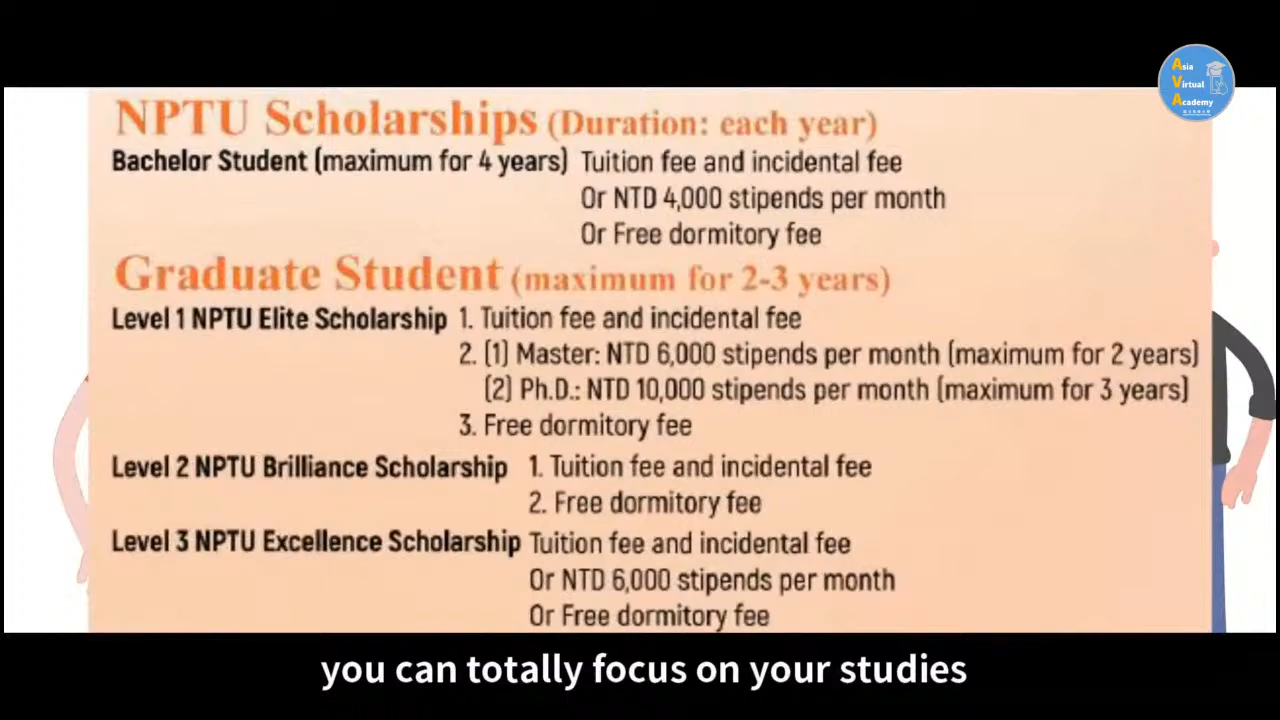 Asia
Virtual
Academy
NPTU Scholarships (Duration: each year)
Bachelor Student (maximum for 4 years) Tuition fee and incidental fee
Or NTD 4,000 stipends per month
Or Free dormitory fee
Graduate Student (maximum for 2-3 years)
Level 1 NPTU Elite Scholarship 1. Tuition fee and incidental fee
2. (1) Master: NTD 6,000 stipends per month (maximum for 2 years)
(2) Ph.D.: NTD 10,000 stipends per month (maximum for 3 years)
3. Free dormitory fee
Level 2 NPTU Brilliance Scholarship 1. Tuition fee and incidental fee
2. Free dormitory fee
Level 3 NPTU Excellence Scholarship Tuition fee and incidental fee
Or NTD 6,000 stipends per month
Or Free dormitory fee
you can totally focus on your studies